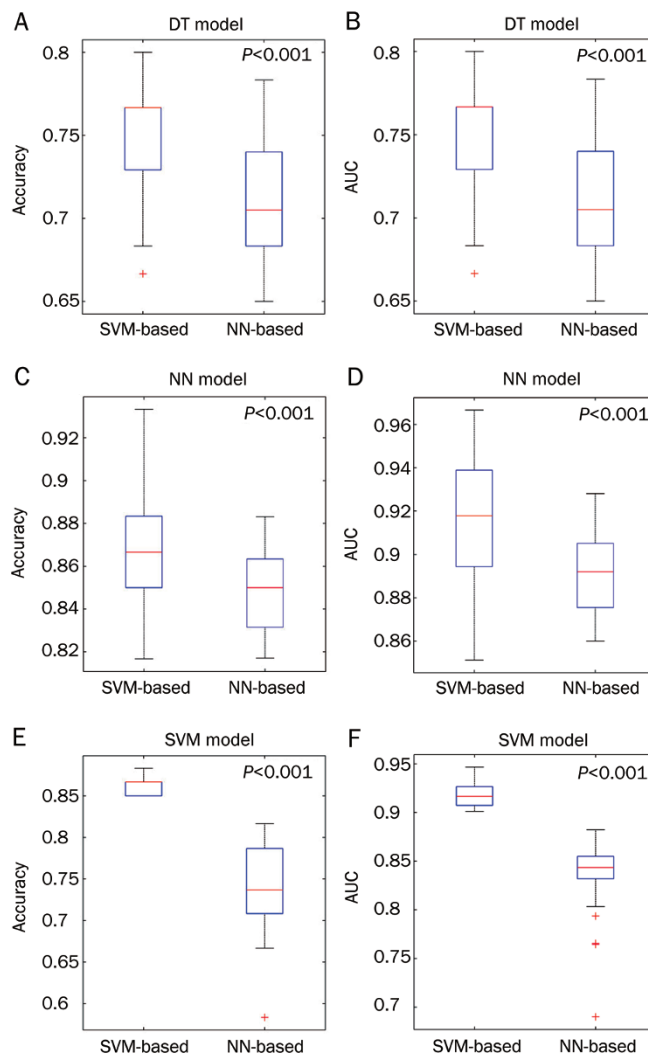 A DT model
P<0.001
0.8
0.75
0.7
0.65
Accuracy
SVM-based NN-based
B DT model
P<0.001
0.8
0.75
0.7
0.65
AUC
SVM-based NN-based
C NN model
P<0.001
0.92
0.9
0.88
0.86
0.84
0.82
Accuracy
SVM-based NN-based
D NN model
P<0.001
0.96
0.94
0.92
0.9
0.88
0.86
AUC
SVM-based NN-based
E SVM model
P<0.001
0.85
0.8
0.75
0.7
0.65
0.6
Accuracy
SVM-based NN-based
F SVM model
P<0.001
0.95
0.9
0.85
0.8
0.75
0.7
AUC
SVM-based NN-based